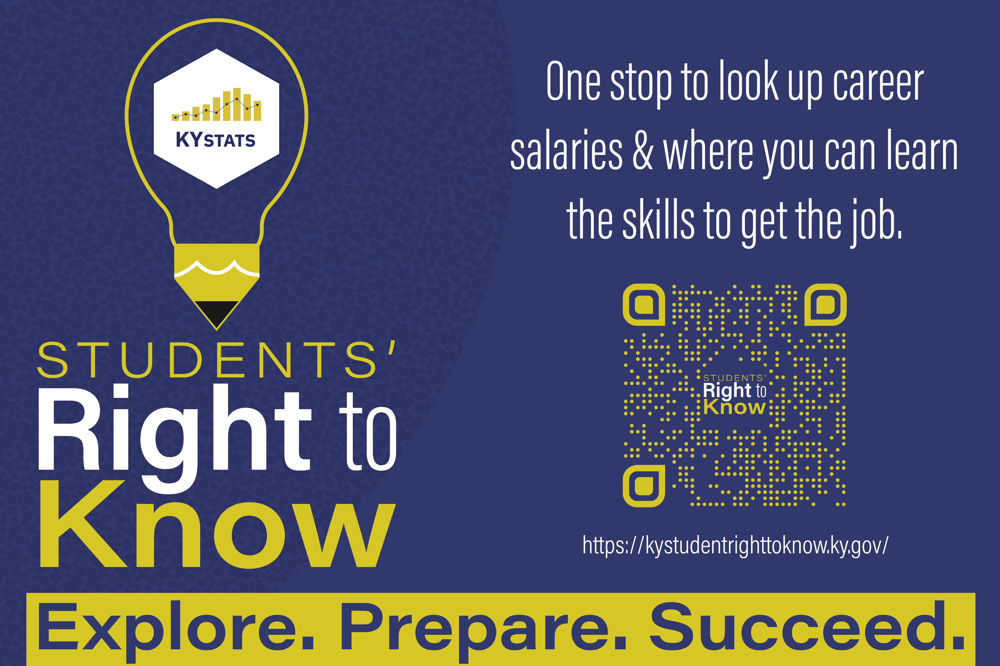 KYSTATS
STUDENTS'
Right to
Know
One stop to look up career
salaries & where you can learn
the skills to get the job.
STUDENTS'
Right to
Know
https://kystudentrighttoknow.ky.gov/
Explore. Prepare. Succeed.